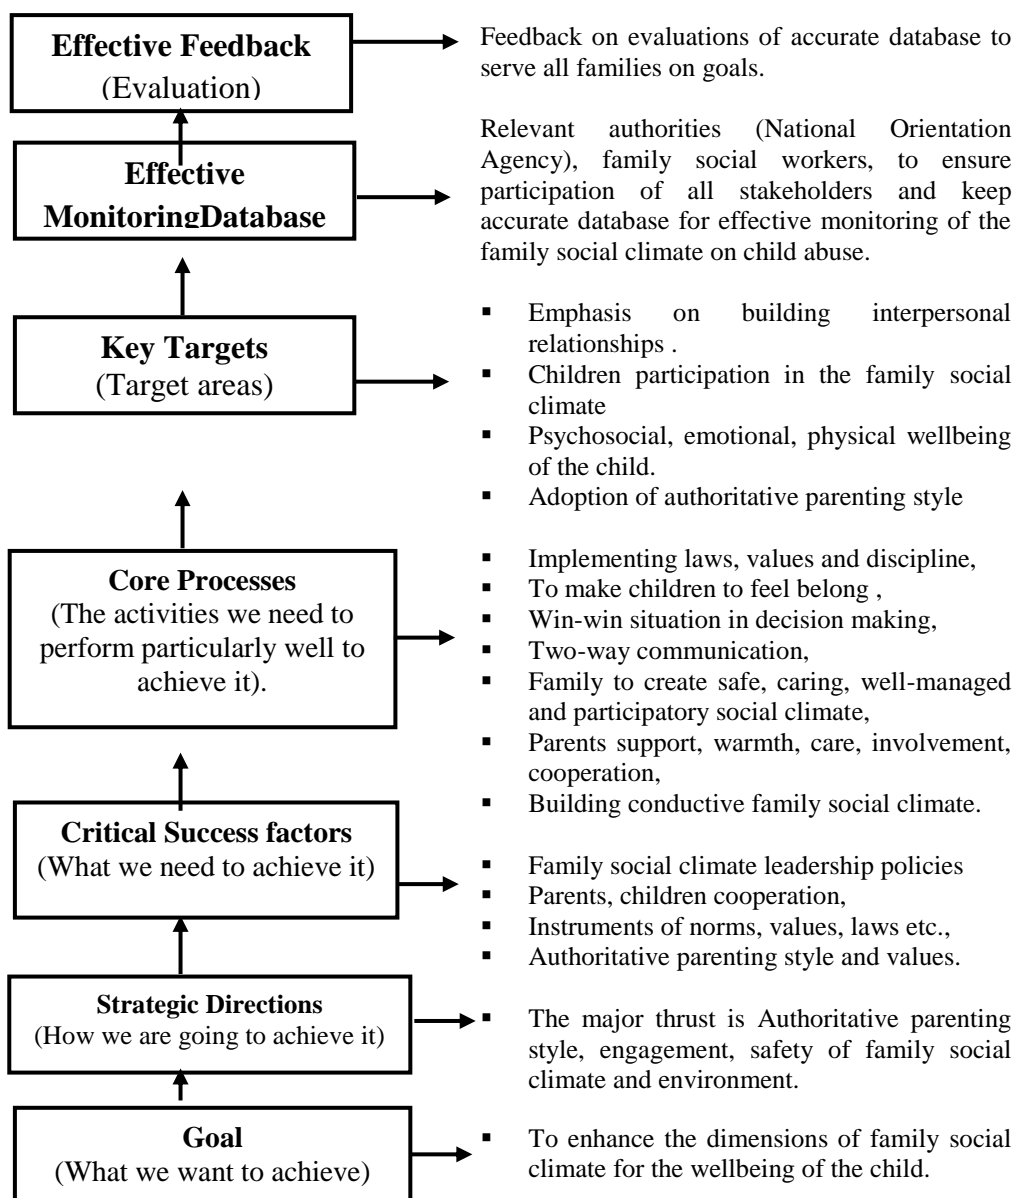 Effective Feedback
(Evaluation)
Feedback on evaluations of accurate database to
serve all families on goals.
Effective
MonitoringDatabase
Relevant authorities (National Orientation
Agency), family social workers, to ensure
participation of all stakeholders and keep
accurate database for effective monitoring of the
family social climate on child abuse.
Key Targets
(Target areas)
▪ Emphasis on building interpersonal
relationships .
▪ Children participation in the family social
climate
▪ Psychosocial, emotional, physical wellbeing
of the child.
▪ Adoption of authoritative parenting style
Core Processes
(The activities we need to
perform particularly well to
achieve it).
▪ Implementing laws, values and discipline,
▪ To make children to feel belong ,
▪ Win-win situation in decision making,
▪ Two-way communication,
▪ Family to create safe, caring, well-managed
and participatory social climate,
▪ Parents support, warmth, care, involvement,
cooperation,
▪ Building conductive family social climate.
Critical Success factors
(What we need to achieve it)
▪ Family social climate leadership policies
▪ Parents, children cooperation,
▪ Instruments of norms, values, laws etc.,
▪ Authoritative parenting style and values.
Strategic Directions
(How we are going to achieve it)
▪ The major thrust is Authoritative parenting
style, engagement, safety of family social
climate and environment.
Goal
(What we want to achieve)
▪ To enhance the dimensions of family social
climate for the wellbeing of the child.